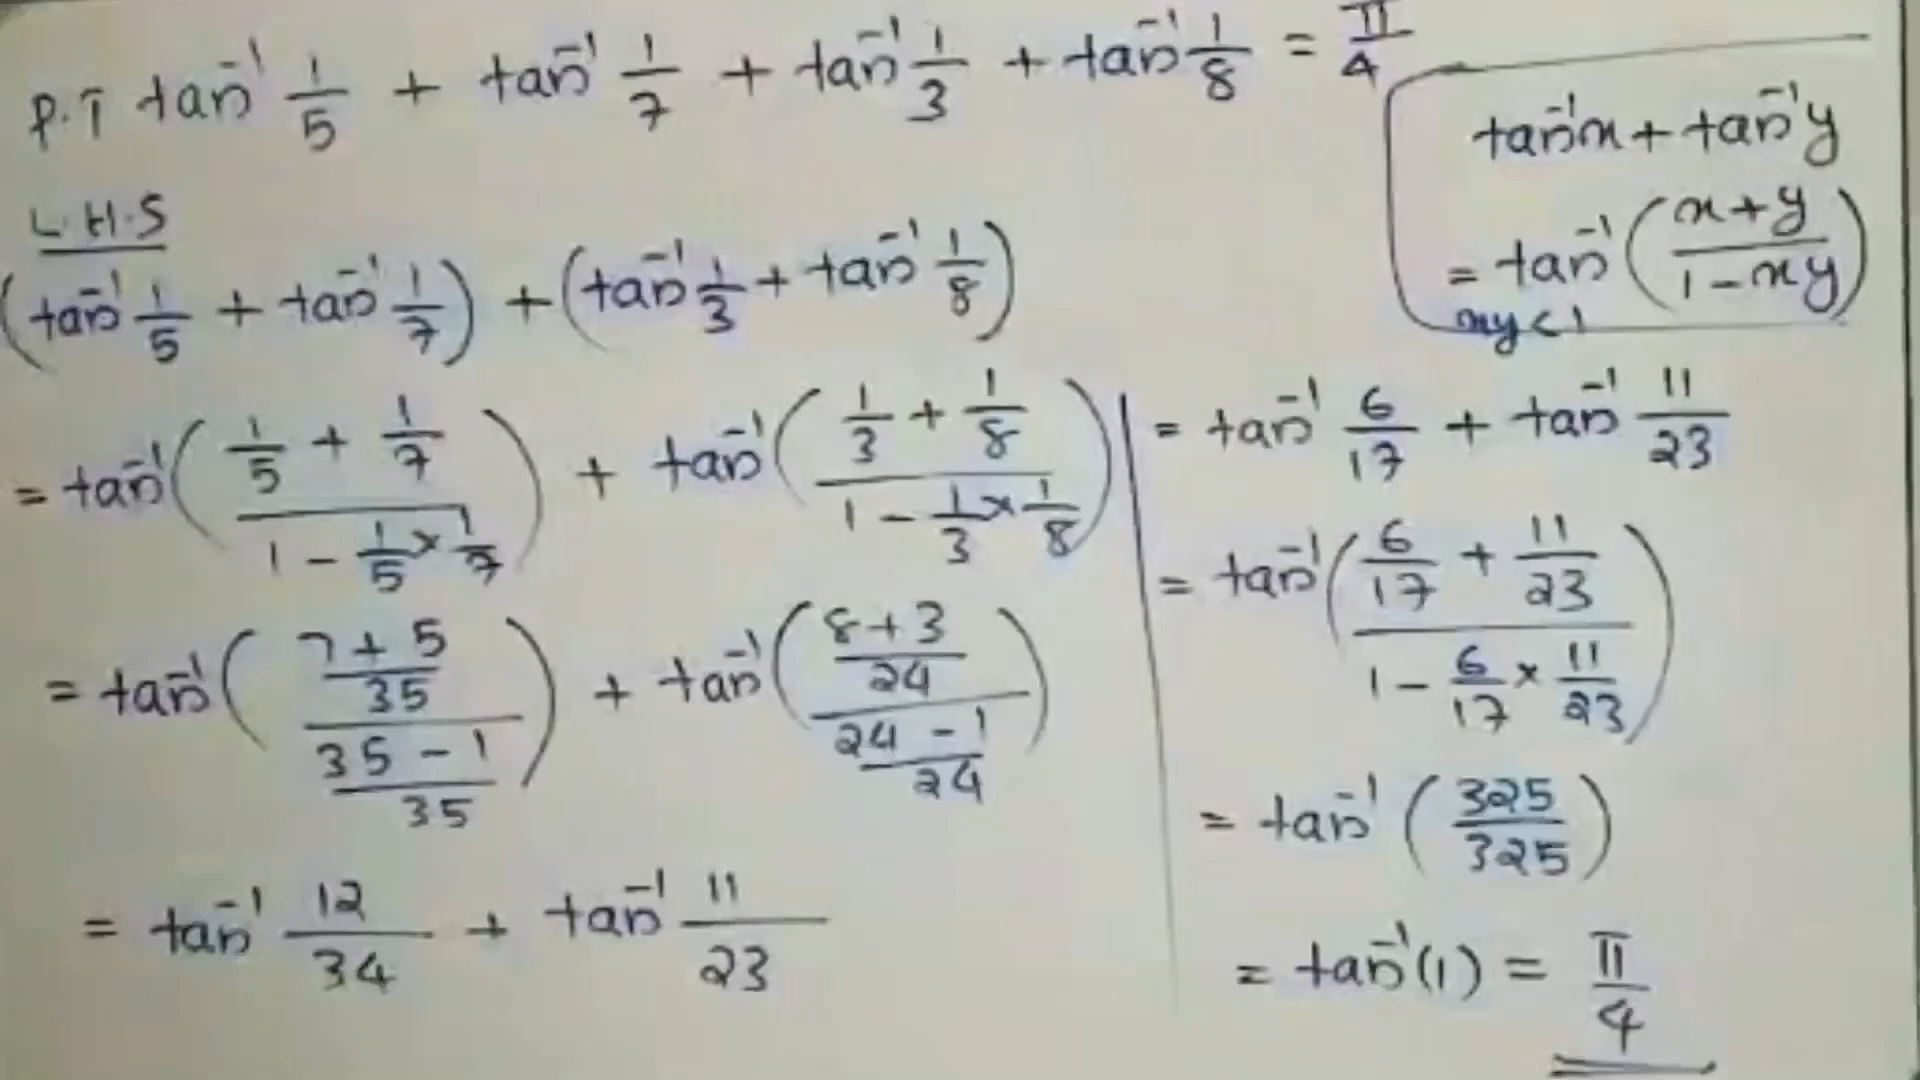 P.T tan⁻¹ 1/5 + tan⁻¹ 1/7 + tan⁻¹ 1/3 + tan⁻¹ 1/8 = π/4
tan⁻¹x + tan⁻¹y
= tan⁻¹((x+y)/(1-xy))
xy<1
L.H.S
(tan⁻¹ 1/5 + tan⁻¹ 1/7) + (tan⁻¹ 1/3 + tan⁻¹ 1/8)
= tan⁻¹((1/5 + 1/7)/(1 - 1/5 × 1/7)) + tan⁻¹((1/3 + 1/8)/(1 - 1/3 × 1/8))
= tan⁻¹(((7+5)/35)/((35-1)/35)) + tan⁻¹(((8+3)/24)/((24-1)/24))
= tan⁻¹ 12/34 + tan⁻¹ 11/23
= tan⁻¹ 6/17 + tan⁻¹ 11/23
= tan⁻¹((6/17 + 11/23)/(1 - 6/17 × 11/23))
= tan⁻¹(325/325)
= tan⁻¹(1) = π/4